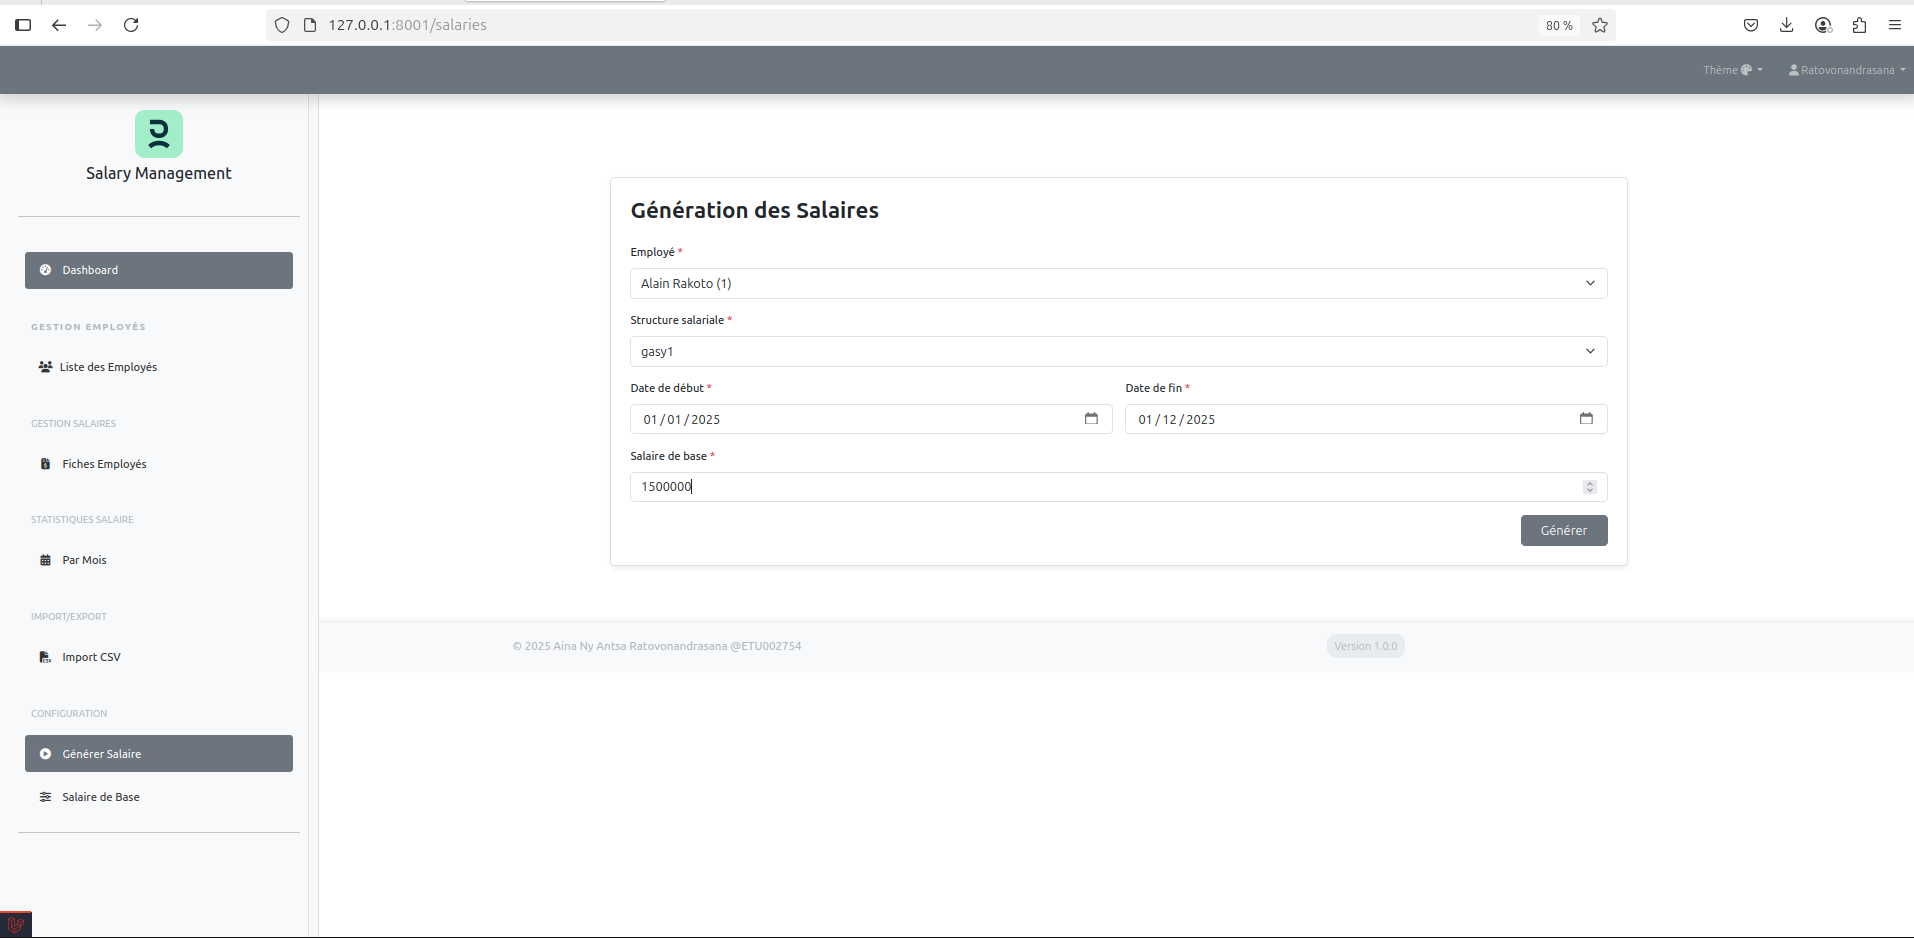 127.0.0.1:8001/salaries
80 %
Thème
Ratovonandrasana
Salary Management
Dashboard
GESTION EMPLOYÉS
Liste des Employés
GESTION SALAIRES
Fiches Employés
STATISTIQUES SALAIRE
Par Mois
IMPORT/EXPORT
Import CSV
CONFIGURATION
Générer Salaire
Salaire de Base
Génération des Salaires
Employé *
Alain Rakoto (1)
Structure salariale *
gasy1
Date de début *
Date de fin *
01/01/2025
01/12/2025
Salaire de base *
1500000
Générer
© 2025 Aina Ny Antsa Ratovonandrasana @ETU002754
Version 1.0.0